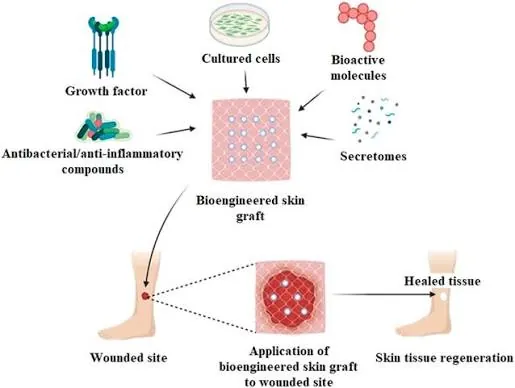 Growth factor
Cultured cells
Bioactive
molecules
Antibacterial/anti-inflammatory
compounds
Secretomes
Bioengineered skin
graft
Wounded site
Application of
bioengineered skin graft
to wounded site
Healed tissue
Skin tissue regeneration